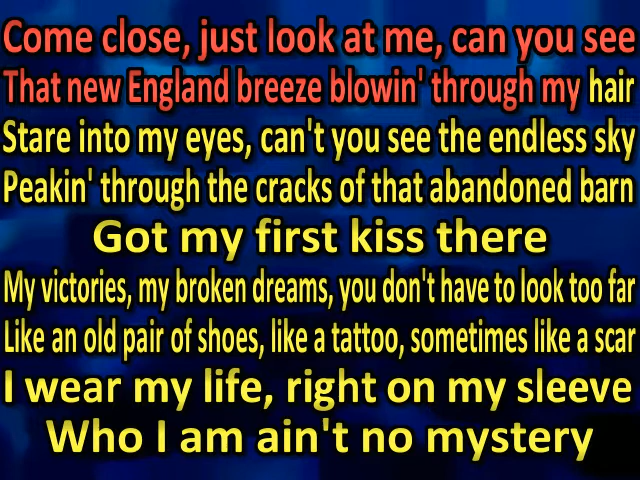 Come close, just look at me, can you see
That new England breeze blowin' through my hair
Stare into my eyes, can't you see the endless sky
Peakin' through the cracks of that abandoned barn
Got my first kiss there
My victories, my broken dreams, you don't have to look too far
Like an old pair of shoes, like a tattoo, sometimes like a scar
I wear my life, right on my sleeve
Who I am ain't no mystery